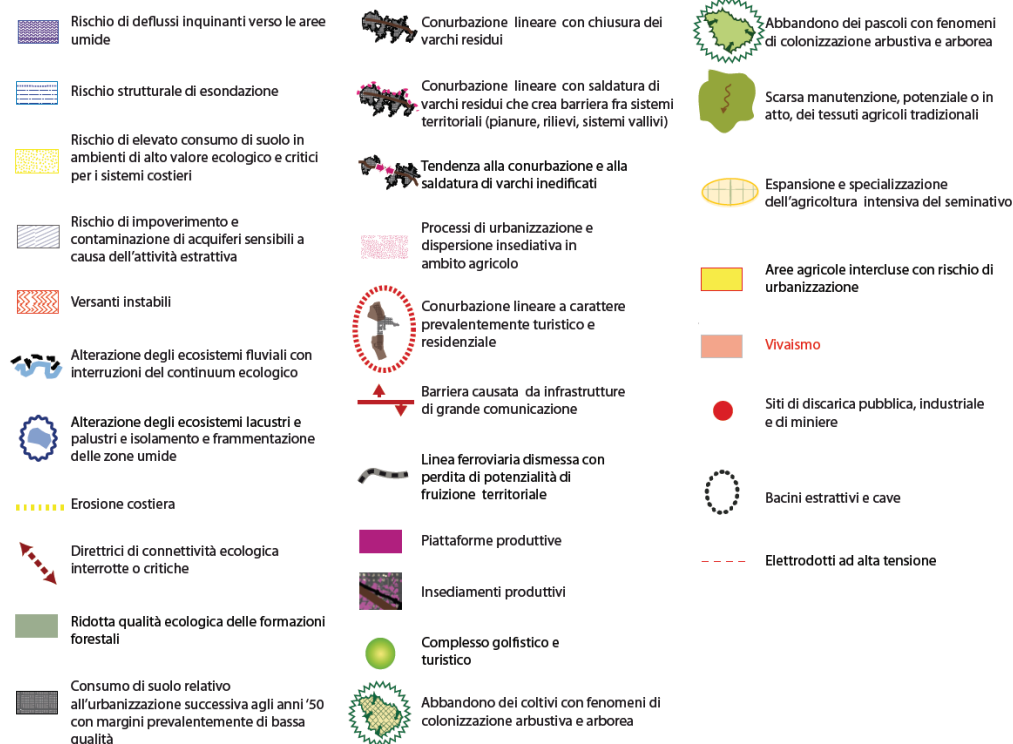 Rischio di deflussi inquinanti verso le aree
umide
Rischio strutturale di esondazione
Rischio di elevato consumo di suolo in
ambienti di alto valore ecologico e critici
per i sistemi costieri
Rischio di impoverimento e
contaminazione di acquiferi sensibili a
causa dell'attività estrattiva
Versanti instabili
Alterazione degli ecosistemi fluviali con
interruzioni del continuum ecologico
Alterazione degli ecosistemi lacustri e
palustri e isolamento e frammentazione
delle zone umide
Erosione costiera
Direttrici di connettività ecologica
interrotte o critiche
Ridotta qualità ecologica delle formazioni
forestali
Consumo di suolo relativo
all'urbanizzazione successiva agli anni '50
con margini prevalentemente di bassa
qualità
Conurbazione lineare con chiusura dei
varchi residui
Conurbazione lineare con saldatura di
varchi residui che crea barriera fra sistemi
territoriali (pianure, rilievi, sistemi vallivi)
Tendenza alla conurbazione e alla
saldatura di varchi inedificati
Processi di urbanizzazione e
dispersione insediativa in
ambito agricolo
Conurbazione lineare a carattere
prevalentemente turistico e
residenziale
Barriera causata da infrastrutture
di grande comunicazione
Linea ferroviaria dismessa con
perdita di potenzialità di
fruizione territoriale
Piattaforme produttive
Insediamenti produttivi
Complesso golfistico e
turistico
Abbandono dei coltivi con fenomeni di
colonizzazione arbustiva e arborea
Abbandono dei pascoli con fenomeni
di colonizzazione arbustiva e arborea
Scarsa manutenzione, potenziale o in
atto, dei tessuti agricoli tradizionali
Espansione e specializzazione
dell'agricoltura intensiva del seminativo
Aree agricole intercluse con rischio di
urbanizzazione
Vivaismo
Siti di discarica pubblica, industriale
e di miniere
Bacini estrattivi e cave
Elettrodotti ad alta tensione